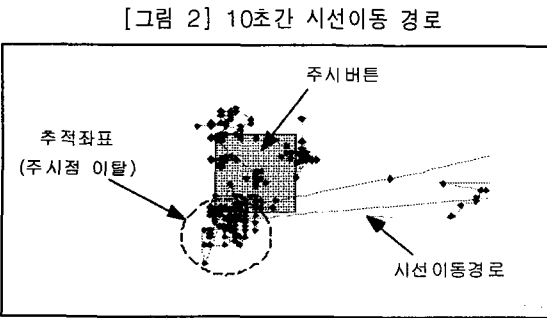 [그림 2] 10초간 시선이동 경로
주시버튼
추적좌표
(주시점 이탈)
시선이동경로